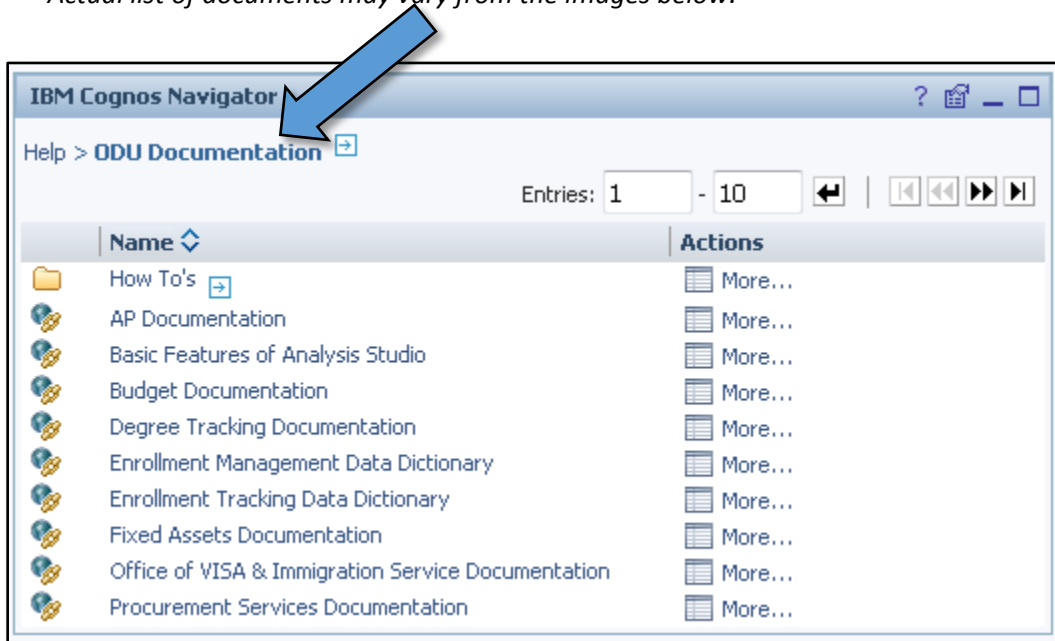 Actual list of documents may vary from the images below.
IBM Cognos Navigator ?
Help > ODU Documentation
Entries: 1 - 10
Name Actions
How To's More...
AP Documentation More...
Basic Features of Analysis Studio More...
Budget Documentation More...
Degree Tracking Documentation More...
Enrollment Management Data Dictionary More...
Enrollment Tracking Data Dictionary More...
Fixed Assets Documentation More...
Office of VISA & Immigration Service Documentation More...
Procurement Services Documentation More...